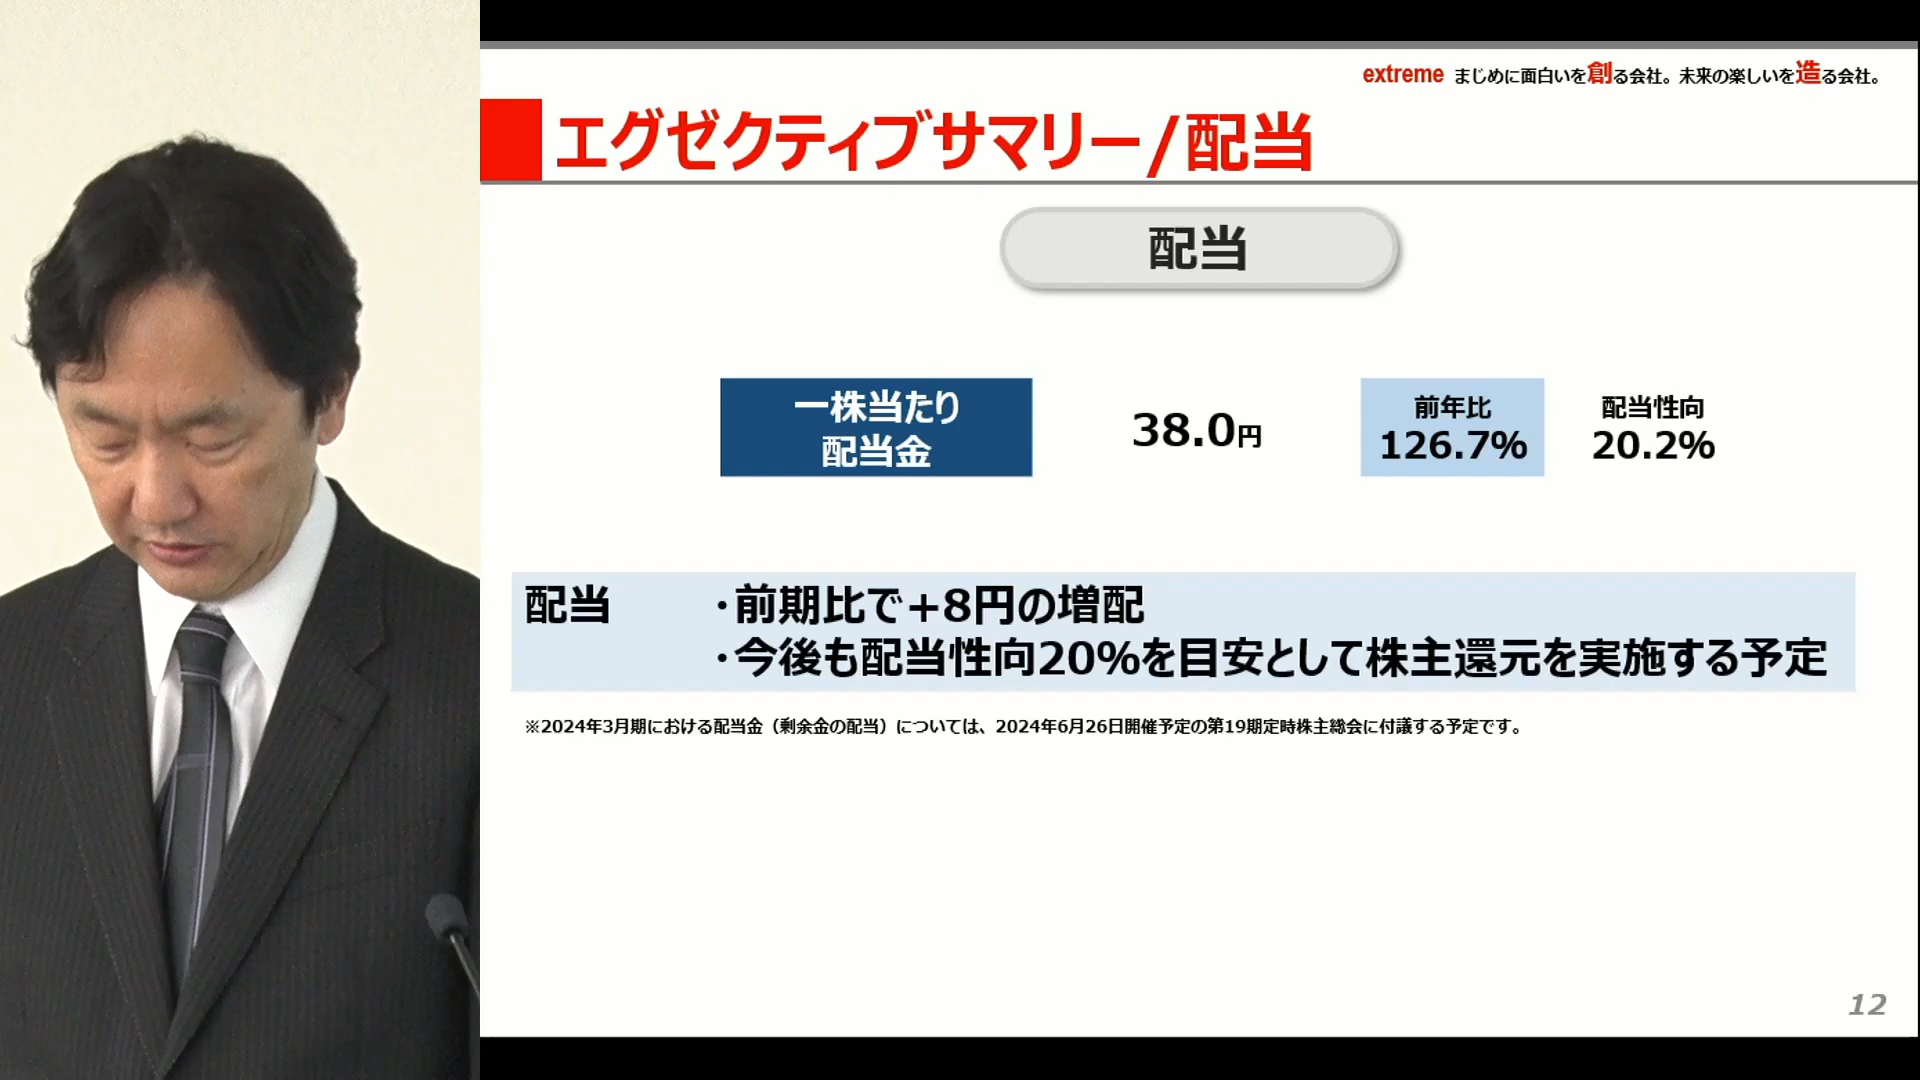 extreme まじめに面白いを創る会社。未来の楽しいを造る会社。
エグゼクティブサマリー/配当
配当
一株当たり
配当金
38.0円
前年比
126.7%
配当性向
20.2%
配当 ・前期比で+8円の増配
・今後も配当性向20%を目安として株主還元を実施する予定
※2024年3月期における配当金（剰余金の配当）については、2024年6月26日開催予定の第19期定時株主総会に付議する予定です。
12